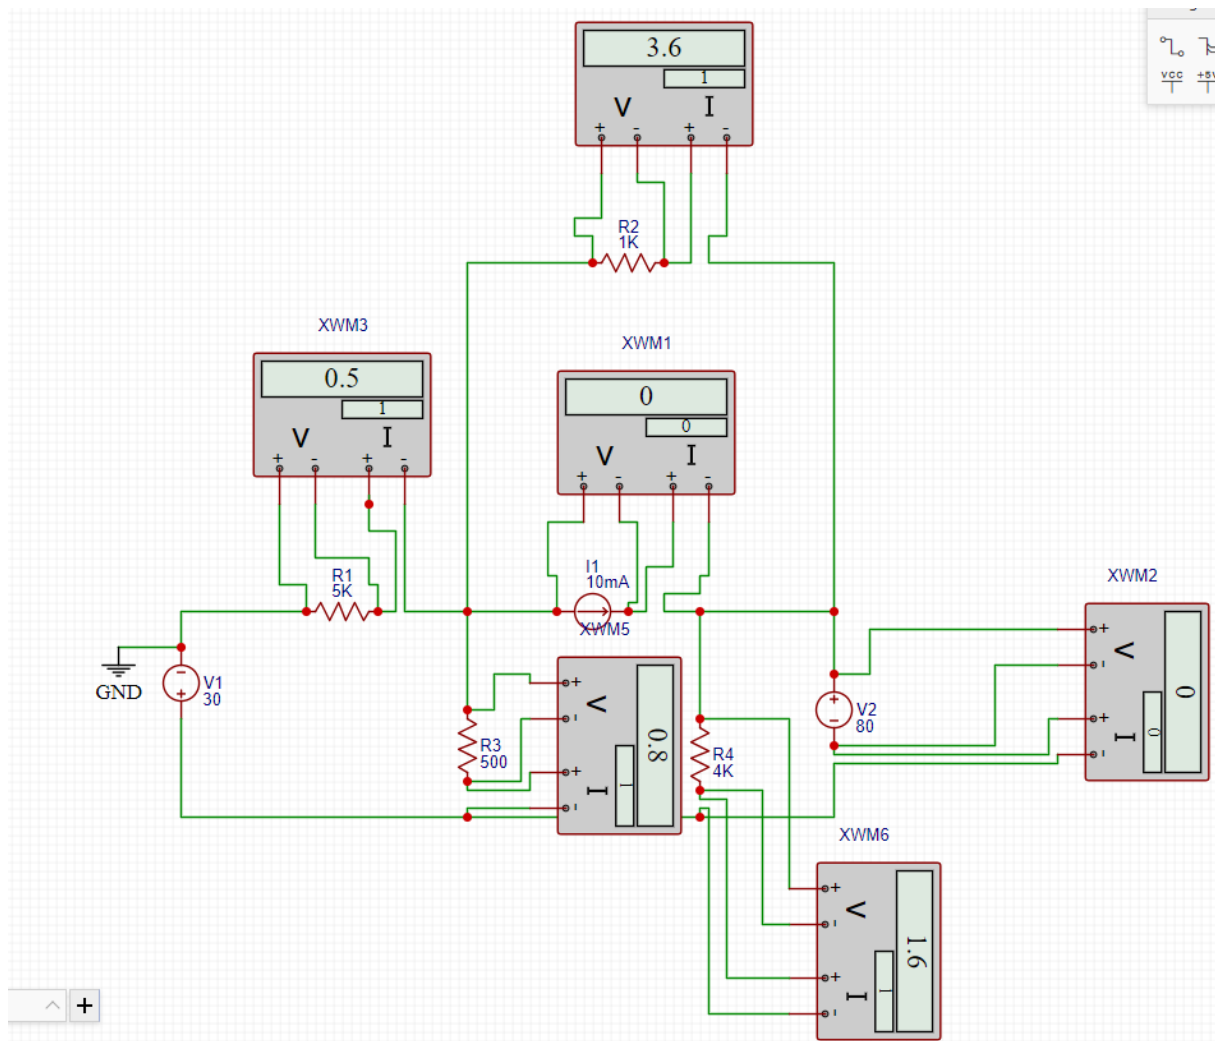 3.6
1
V I
+ - + -
VCC +5V
R2
1K
XWM3
XWM1
0.5
1
V I
+ - + -
0
0
V I
+ - + -
R1
5K
I1
10mA
XWM5
XWM2
+
-
V
0
+
-
I
0
GND
V1
30
+
-
V
0.8
+
-
I
1
R3
500
R4
4K
V2
80
XWM6
+
-
V
1.6
+
-
I
1
+